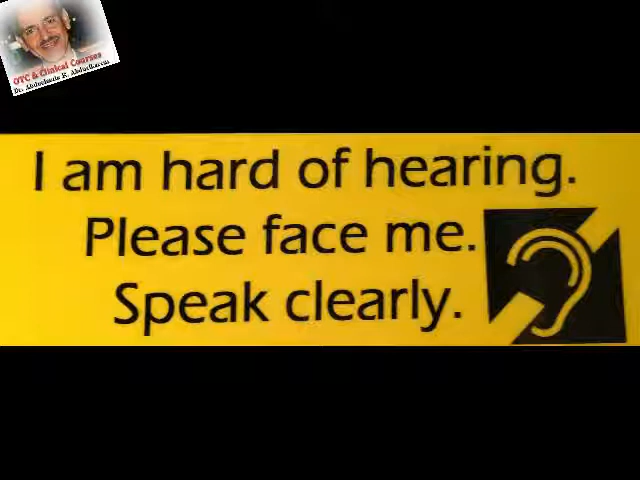 OTC & Clinical Courses
I am hard of hearing.
Please face me.
Speak clearly.